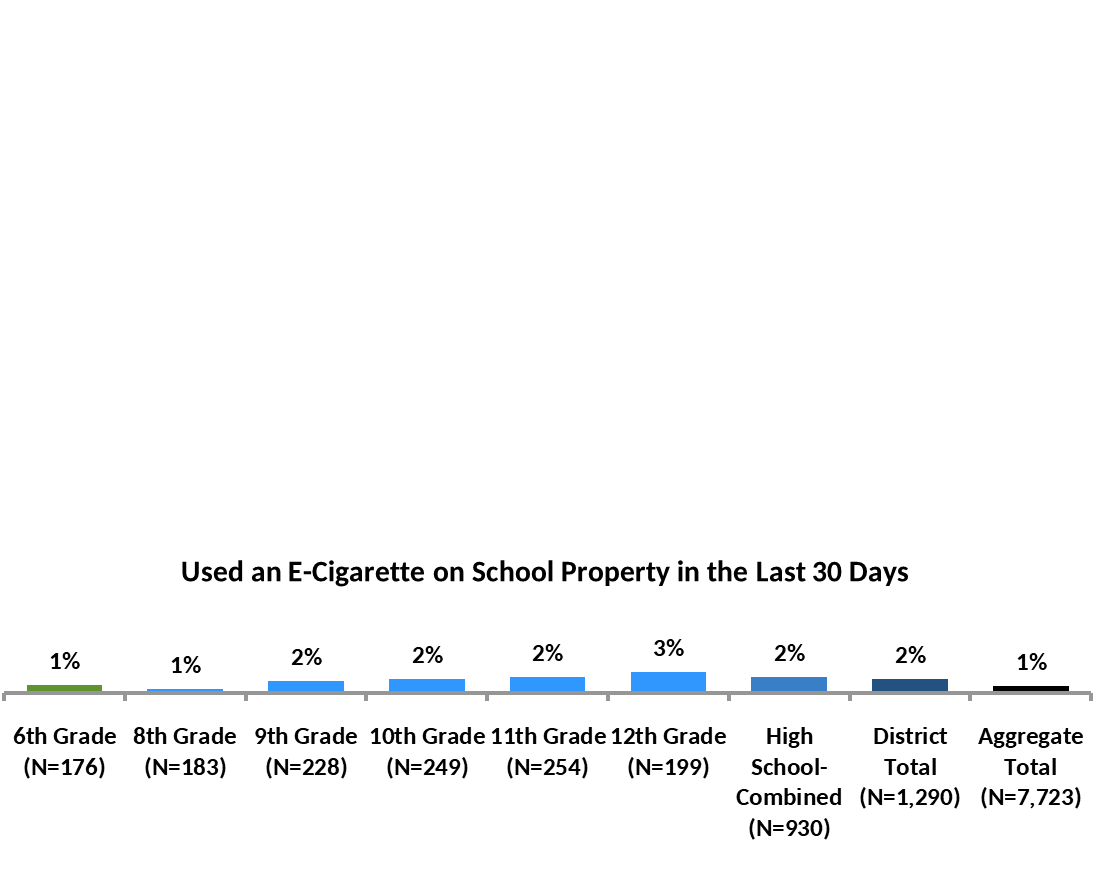 Used an E-Cigarette on School Property in the Last 30 Days
1%
1%
2%
2%
2%
3%
2%
2%
1%
6th Grade
(N=176)
8th Grade
(N=183)
9th Grade
(N=228)
10th Grade
(N=249)
11th Grade
(N=254)
12th Grade
(N=199)
High
School-
Combined
(N=930)
District
Total
(N=1,290)
Aggregate
Total
(N=7,723)